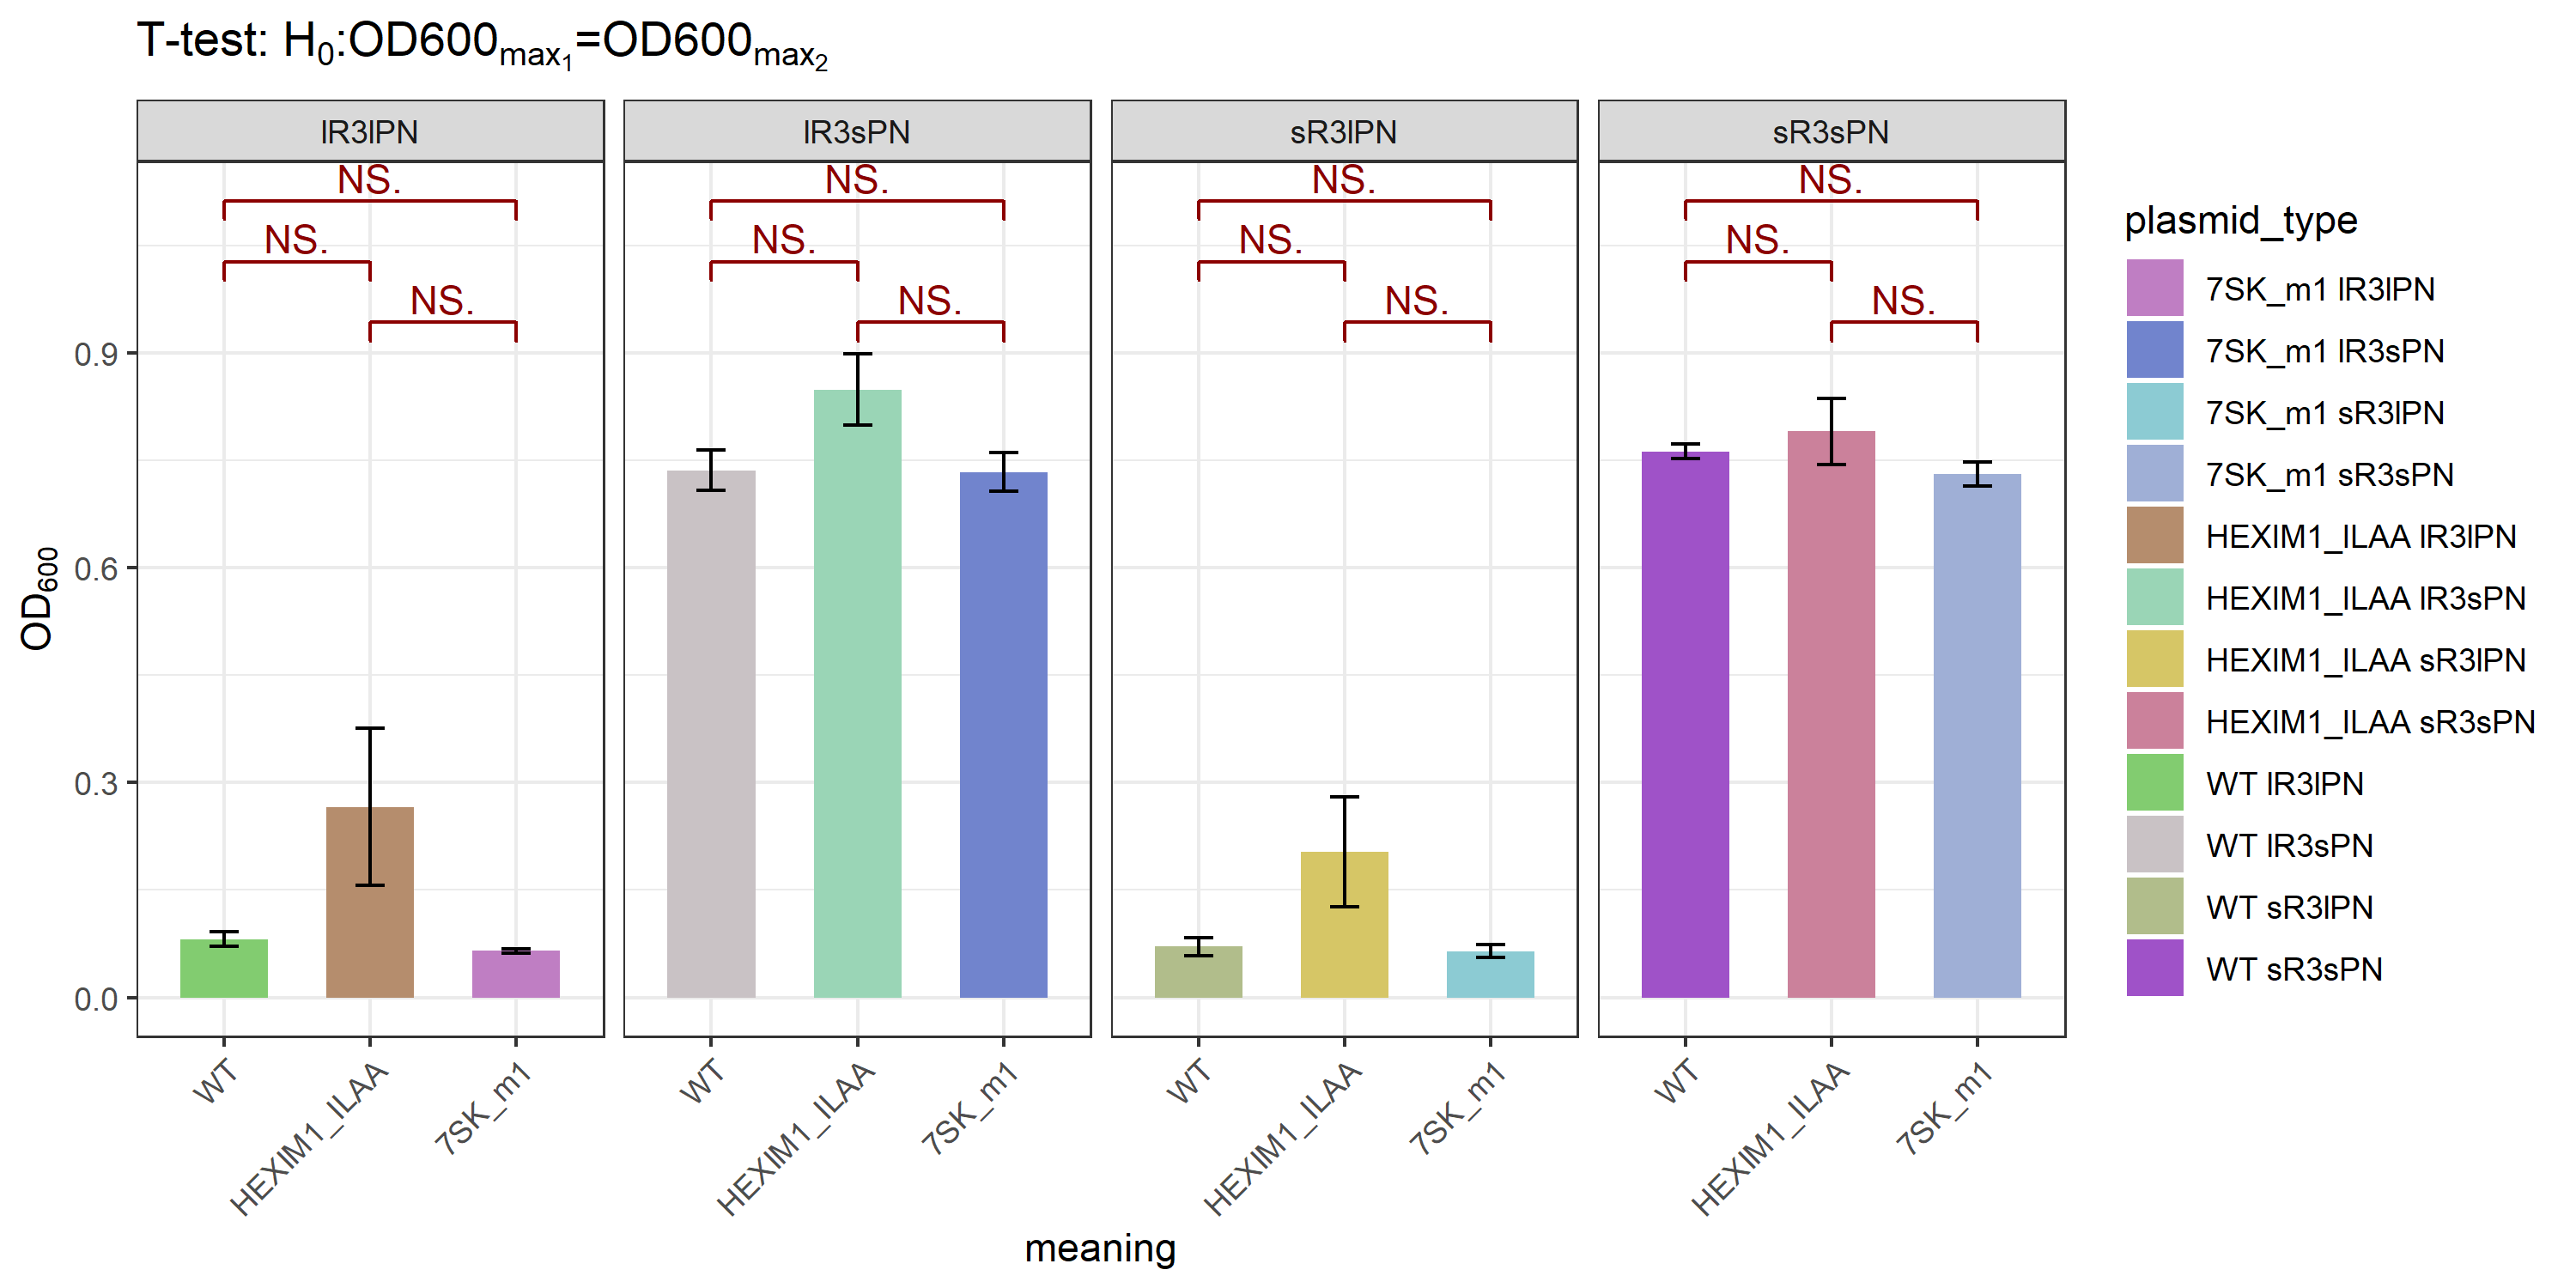 T-test: H0:OD600max1=OD600max2
lR3lPN
lR3sPN
sR3lPN
sR3sPN
NS.
NS.
NS.
NS.
NS.
NS.
NS.
NS.
NS.
NS.
NS.
NS.
OD600
0.9
0.6
0.3
0.0
WT
HEXIM1_ILAA
7SK_m1
WT
HEXIM1_ILAA
7SK_m1
WT
HEXIM1_ILAA
7SK_m1
WT
HEXIM1_ILAA
7SK_m1
meaning
plasmid_type
7SK_m1 lR3lPN
7SK_m1 lR3sPN
7SK_m1 sR3lPN
7SK_m1 sR3sPN
HEXIM1_ILAA lR3lPN
HEXIM1_ILAA lR3sPN
HEXIM1_ILAA sR3lPN
HEXIM1_ILAA sR3sPN
WT lR3lPN
WT lR3sPN
WT sR3lPN
WT sR3sPN